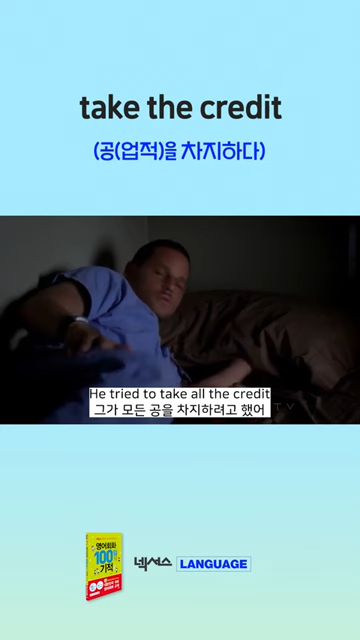 take the credit
(공(업적)을 차지하다)
He tried to take all the credit
그가 모든 공을 차지하려고 했어
TV
영어회화
100일의
기적
넥서스 LANGUAGE